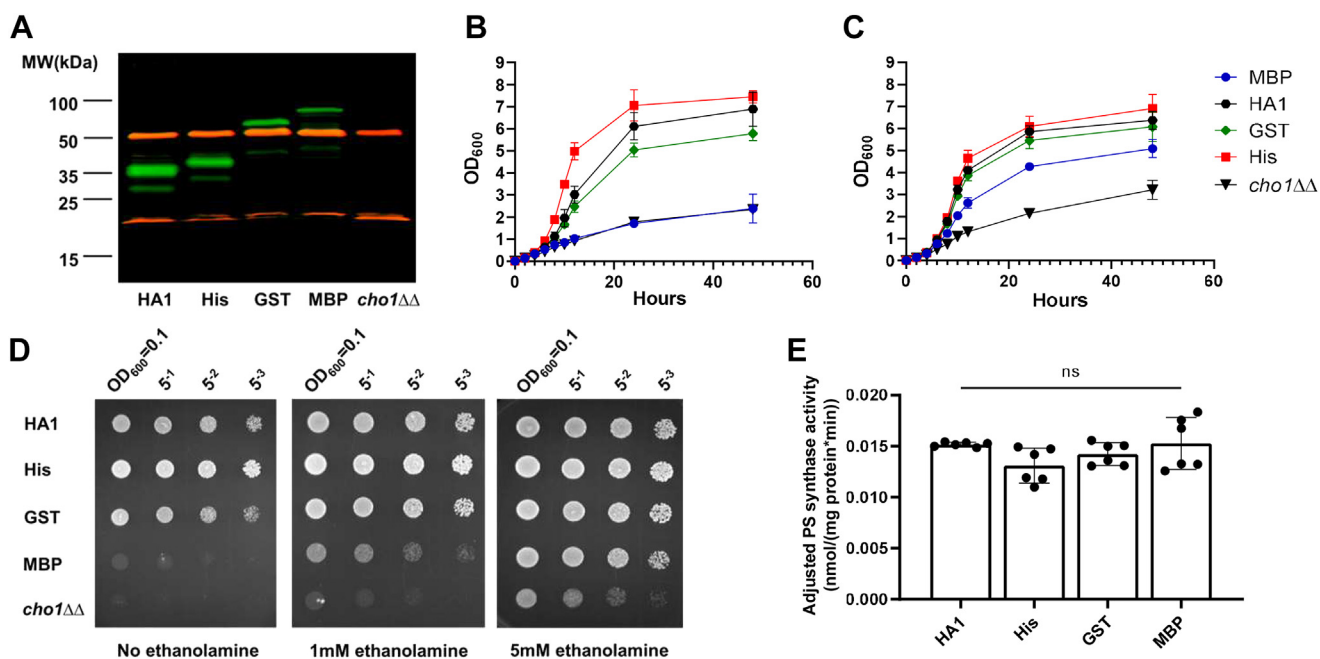 A
MW(kDa)
100
50
35
25
15
HA1 His GST MBP cho1ΔΔ
B
OD600
9
8
7
6
5
4
3
2
1
0
0 20 40 60
Hours
C
OD600
9
8
7
6
5
4
3
2
1
0
0 20 40 60
Hours
MBP
HA1
GST
His
cho1ΔΔ
D
OD600=0.1 5-1 5-2 5-3
OD600=0.1 5-1 5-2 5-3
OD600=0.1 5-1 5-2 5-3
HA1
His
GST
MBP
cho1ΔΔ
No ethanolamine
1mM ethanolamine
5mM ethanolamine
E
Adjusted PS synthase activity
(nmol/(mg protein*min))
ns
0.020
0.015
0.010
0.005
0.000
HA1 His GST MBP